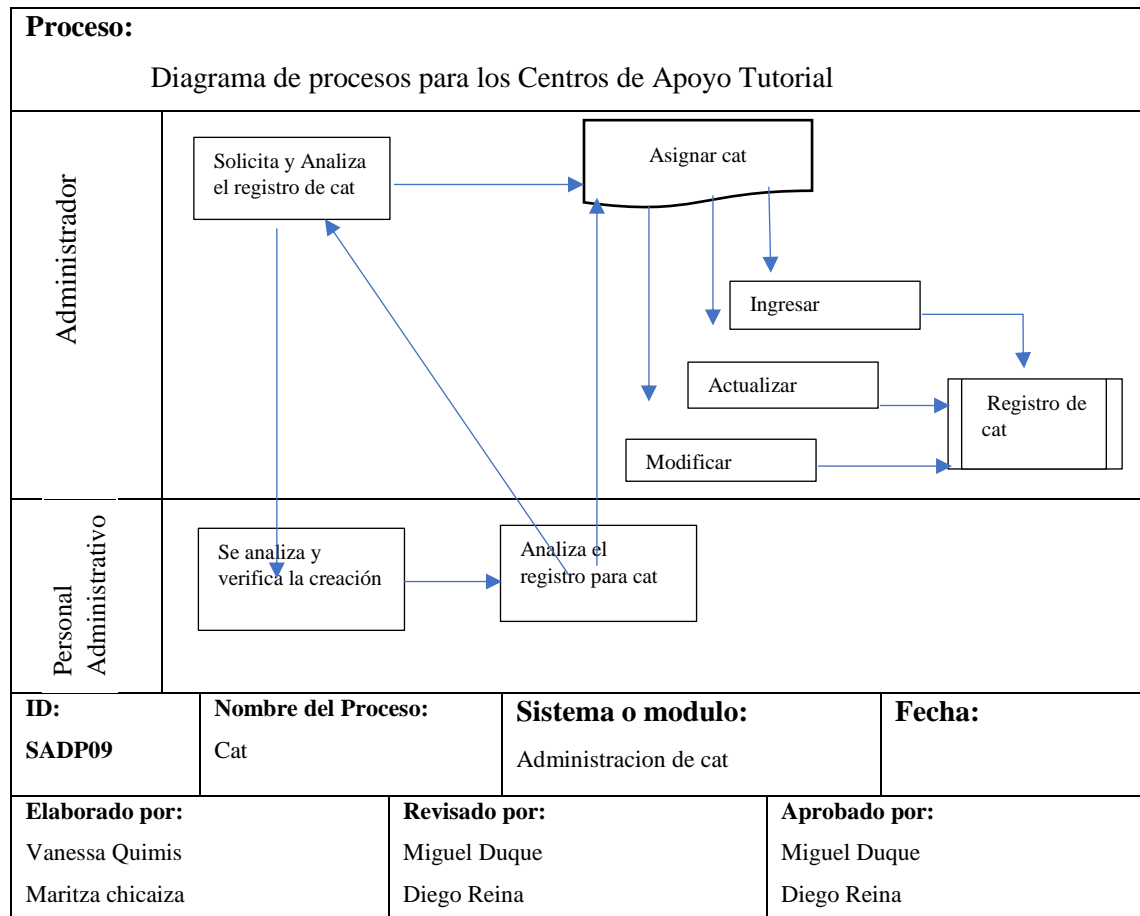 Proceso:
Diagrama de procesos para los Centros de Apoyo Tutorial
Administrador
Solicita y Analiza
el registro de cat
Asignar cat
Ingresar
Actualizar
Modificar
Registro de
cat
Personal
Administrativo
Se analiza y
verifica la creación
Analiza el
registro para cat
ID:
SADP09
Nombre del Proceso:
Cat
Sistema o modulo:
Administracion de cat
Fecha:
Elaborado por:
Vanessa Quimis
Maritza chicaiza
Revisado por:
Miguel Duque
Diego Reina
Aprobado por:
Miguel Duque
Diego Reina